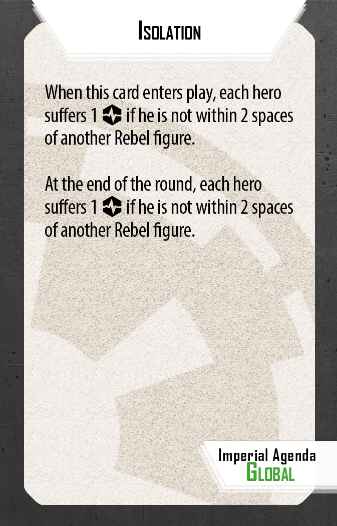 Isolation
When this card enters play, each hero
suffers 1 if he is not within 2 spaces
of another Rebel figure.
At the end of the round, each hero
suffers 1 if he is not within 2 spaces
of another Rebel figure.
Imperial Agenda
Global